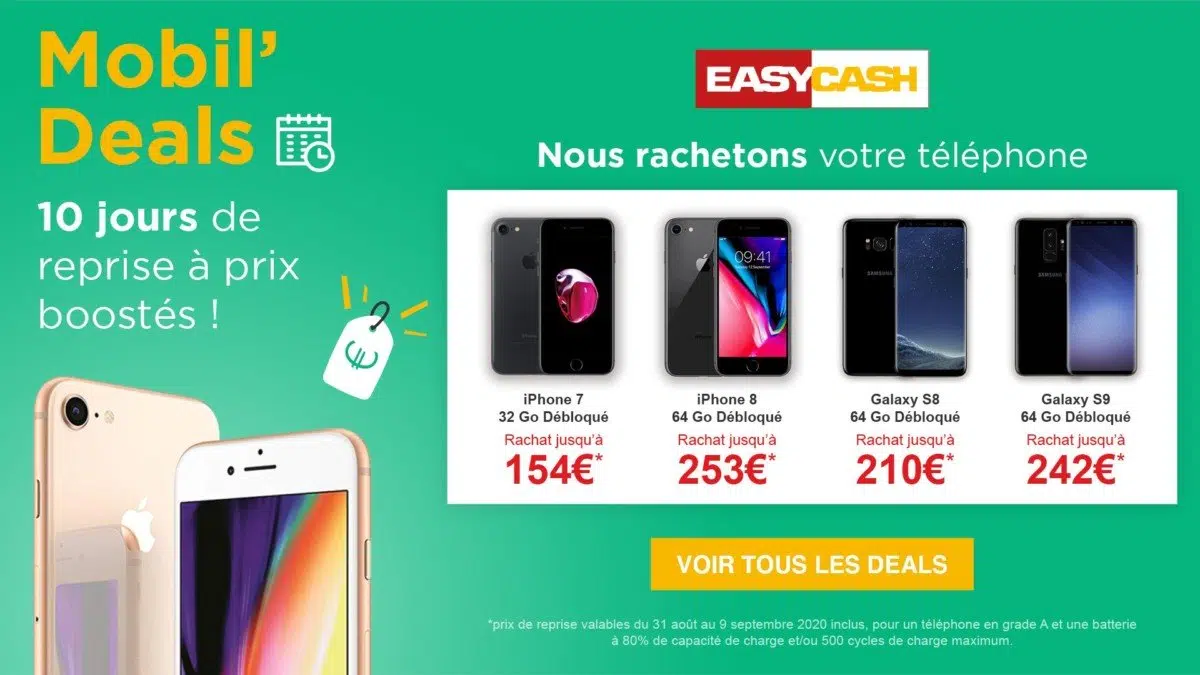 Mobil'
Deals
10 jours de
reprise à prix
boostés !
€
EASYCASH
Nous rachetons votre téléphone
09:41
SAMSUNG
SAMSUNG
iPhone 7
32 Go Débloqué
Rachat jusqu'à
154€*
iPhone 8
64 Go Débloqué
Rachat jusqu'à
253€*
Galaxy S8
64 Go Débloqué
Rachat jusqu'à
210€*
Galaxy S9
64 Go Débloqué
Rachat jusqu'à
242€*
VOIR TOUS LES DEALS
*prix de reprise valables du 31 août au 9 septembre 2020 inclus, pour un téléphone en grade A et une batterie
à 80% de capacité de charge et/ou 500 cycles de charge maximum.